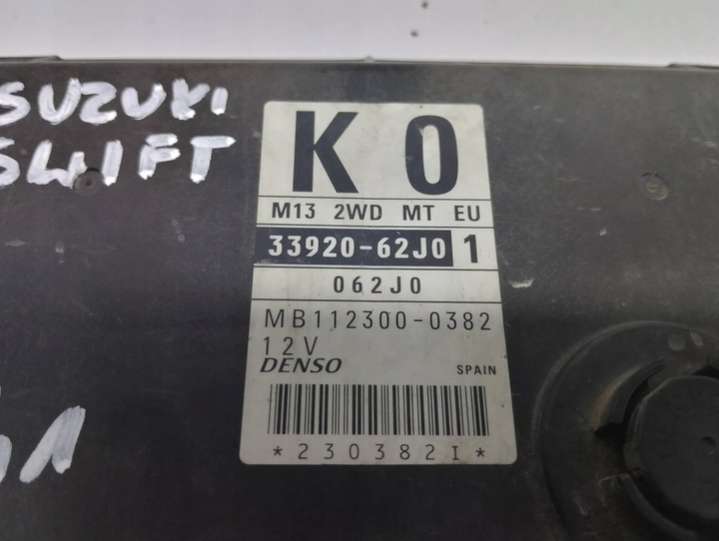 SUZUKI
SWIFT
K0
M13 2WD MT EU
33920-62J0 1
062J0
MB112300-0382
12V
DENSO SPAIN
*230382I*